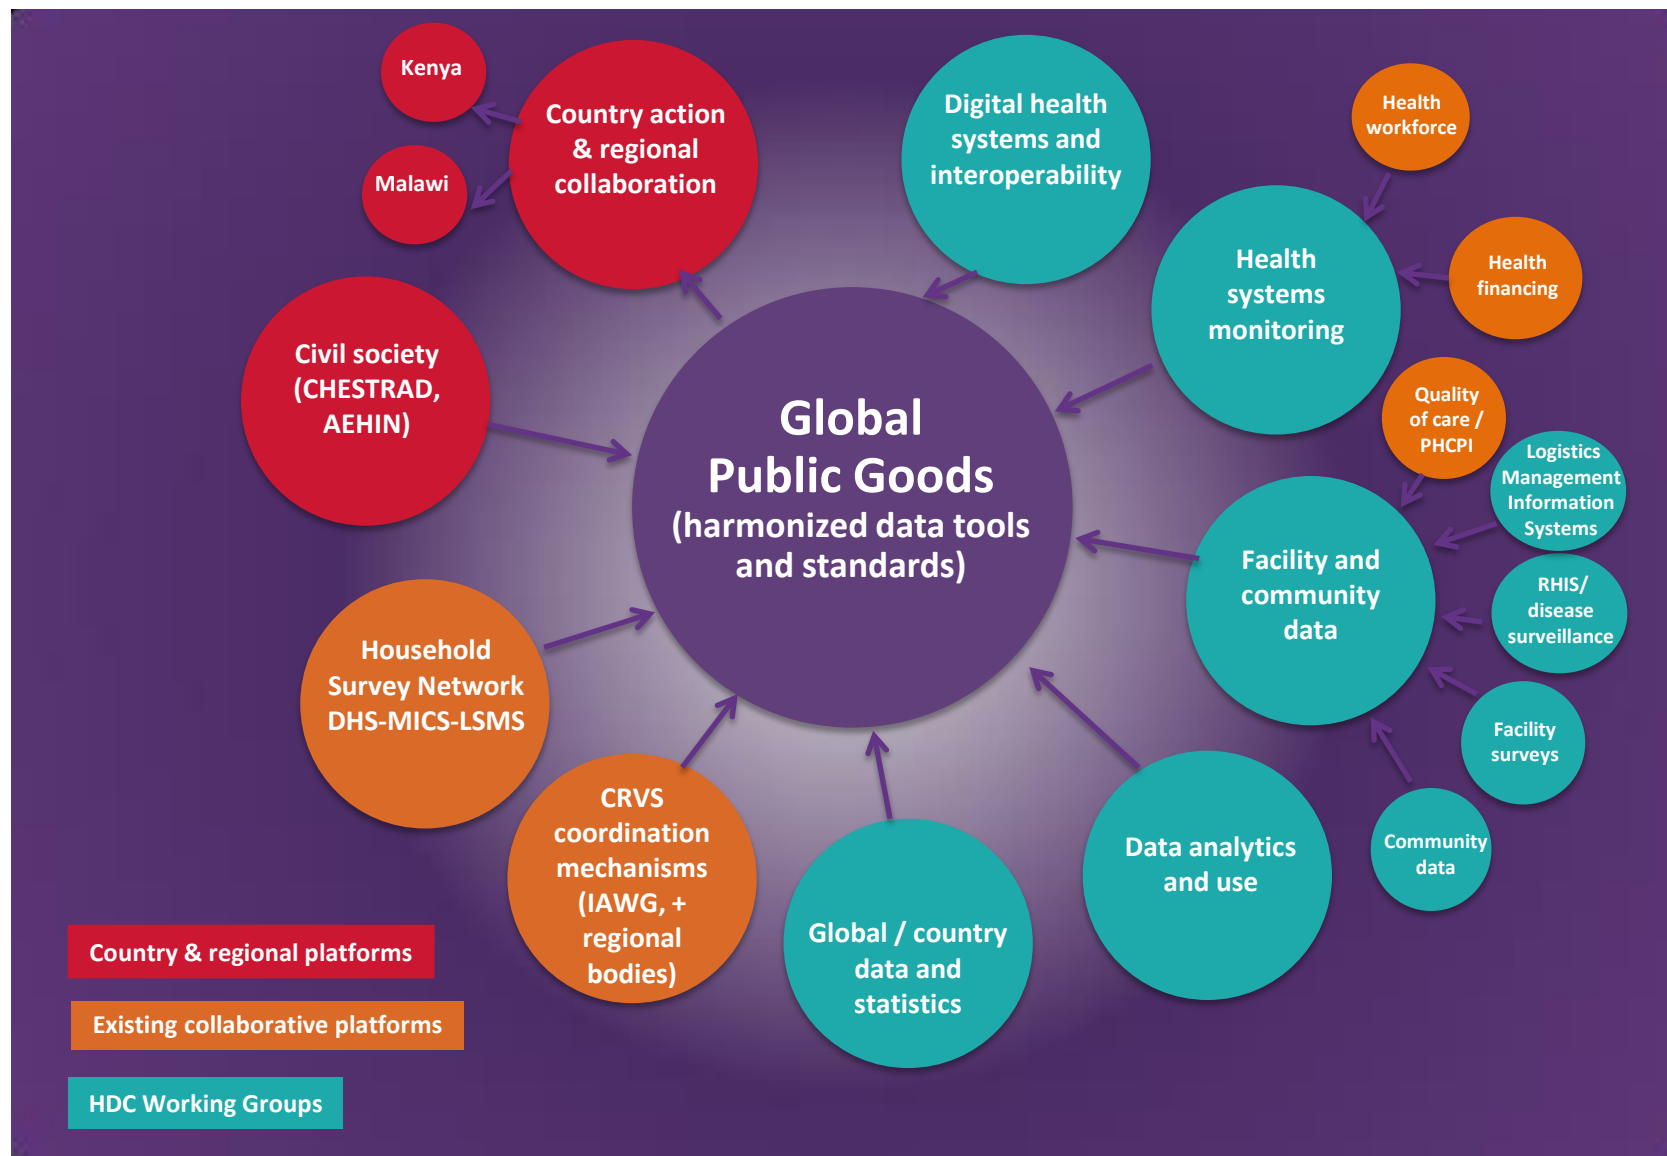 Kenya
Malawi
Country action
& regional
collaboration
Digital health
systems and
interoperability
Health
workforce
Health
systems
monitoring
Health
financing
Civil society
(CHESTRAD,
AEHIN)
Global
Public Goods
(harmonized data tools
and standards)
Quality
of care /
PHCPI
Logistics
Management
Information
Systems
Facility and
community
data
RHIS/
disease
surveillance
Facility
surveys
Community
data
Household
Survey Network
DHS-MICS-LSMS
CRVS
coordination
mechanisms
(IAWG, +
regional
bodies)
Global / country
data and
statistics
Data analytics
and use
Country & regional platforms
Existing collaborative platforms
HDC Working Groups